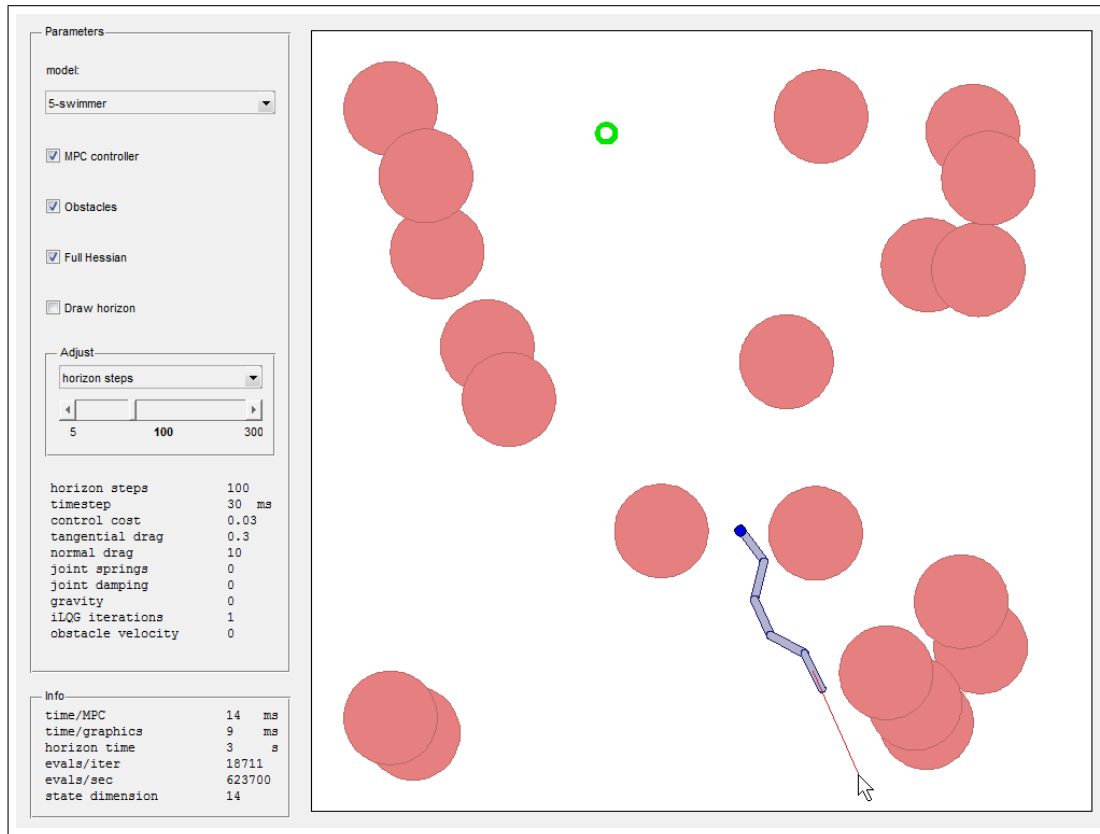 Parameters
model:
5-swimmer
MPC controller
Obstacles
Full Hessian
Draw horizon
Adjust
horizon steps
5 100 300
horizon steps 100
timestep 30 ms
control cost 0.03
tangential drag 0.3
normal drag 10
joint springs 0
joint damping 0
gravity 0
iLQG iterations 1
obstacle velocity 0
Info
time/MPC 14 ms
time/graphics 9 ms
horizon time 3 s
evals/iter 18711
evals/sec 623700
state dimension 14